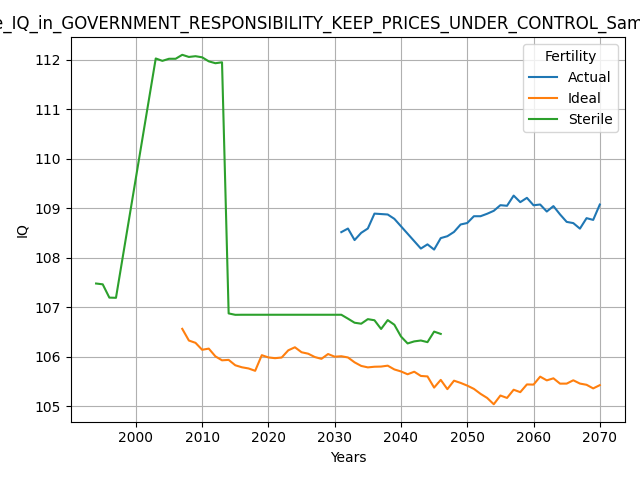 e_IQ_in_GOVERNMENT_RESPONSIBILITY_KEEP_PRICES_UNDER_CONTROL_Sam
Fertility
Actual
Ideal
Sterile
112
111
110
109
108
107
106
105
IQ
2000 2010 2020 2030 2040 2050 2060 2070
Years